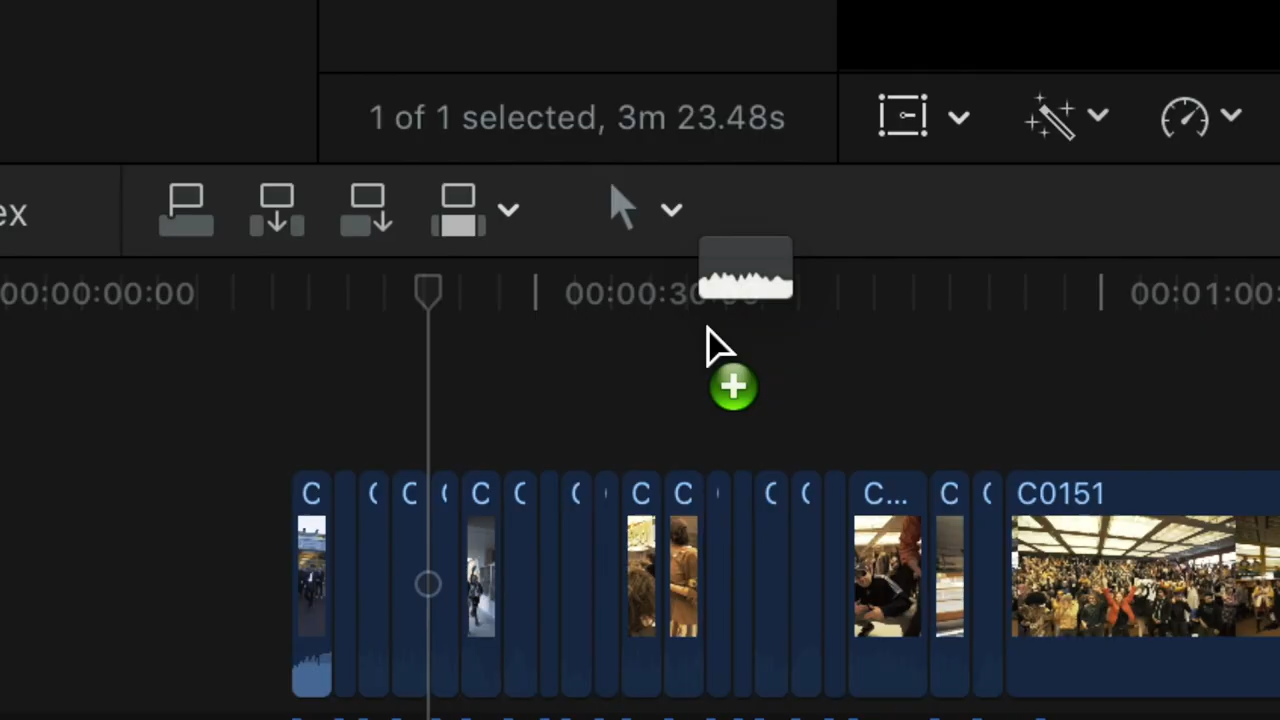 1 of 1 selected, 3m 23.48s
ex
00:00:00:00 00:00:30 00:01:00:
C C C C C C C C C C... C C0151